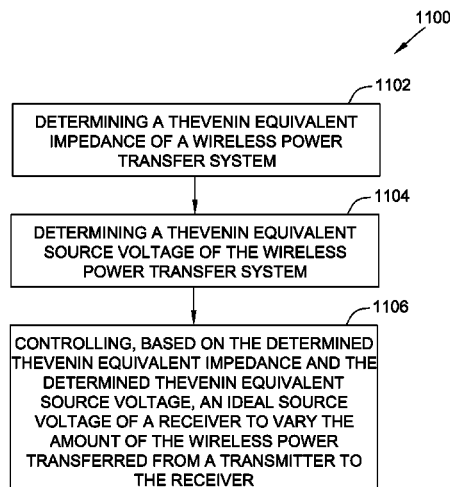 1100
1102
DETERMINING A THEVENIN EQUIVALENT
IMPEDANCE OF A WIRELESS POWER
TRANSFER SYSTEM
1104
DETERMINING A THEVENIN EQUIVALENT
SOURCE VOLTAGE OF THE WIRELESS
POWER TRANSFER SYSTEM
1106
CONTROLLING, BASED ON THE DETERMINED
THEVENIN EQUIVALENT IMPEDANCE AND THE
DETERMINED THEVENIN EQUIVALENT
SOURCE VOLTAGE, AN IDEAL SOURCE
VOLTAGE OF A RECEIVER TO VARY THE
AMOUNT OF THE WIRELESS POWER
TRANSFERRED FROM A TRANSMITTER TO
THE RECEIVER